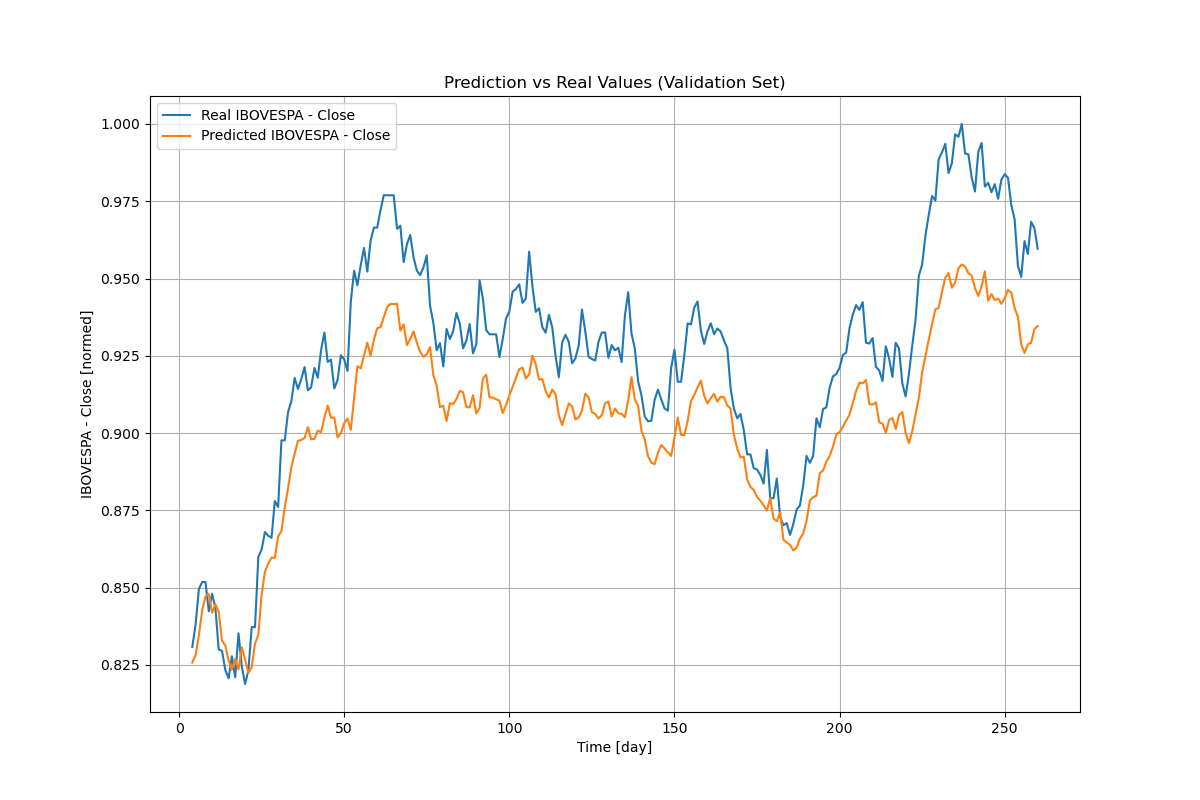 Prediction vs Real Values (Validation Set)
Real IBOVESPA - Close
Predicted IBOVESPA - Close
1.000
0.975
0.950
0.925
0.900
0.875
0.850
0.825
IBOVESPA - Close [normed]
0 50 100 150 200 250
Time [day]